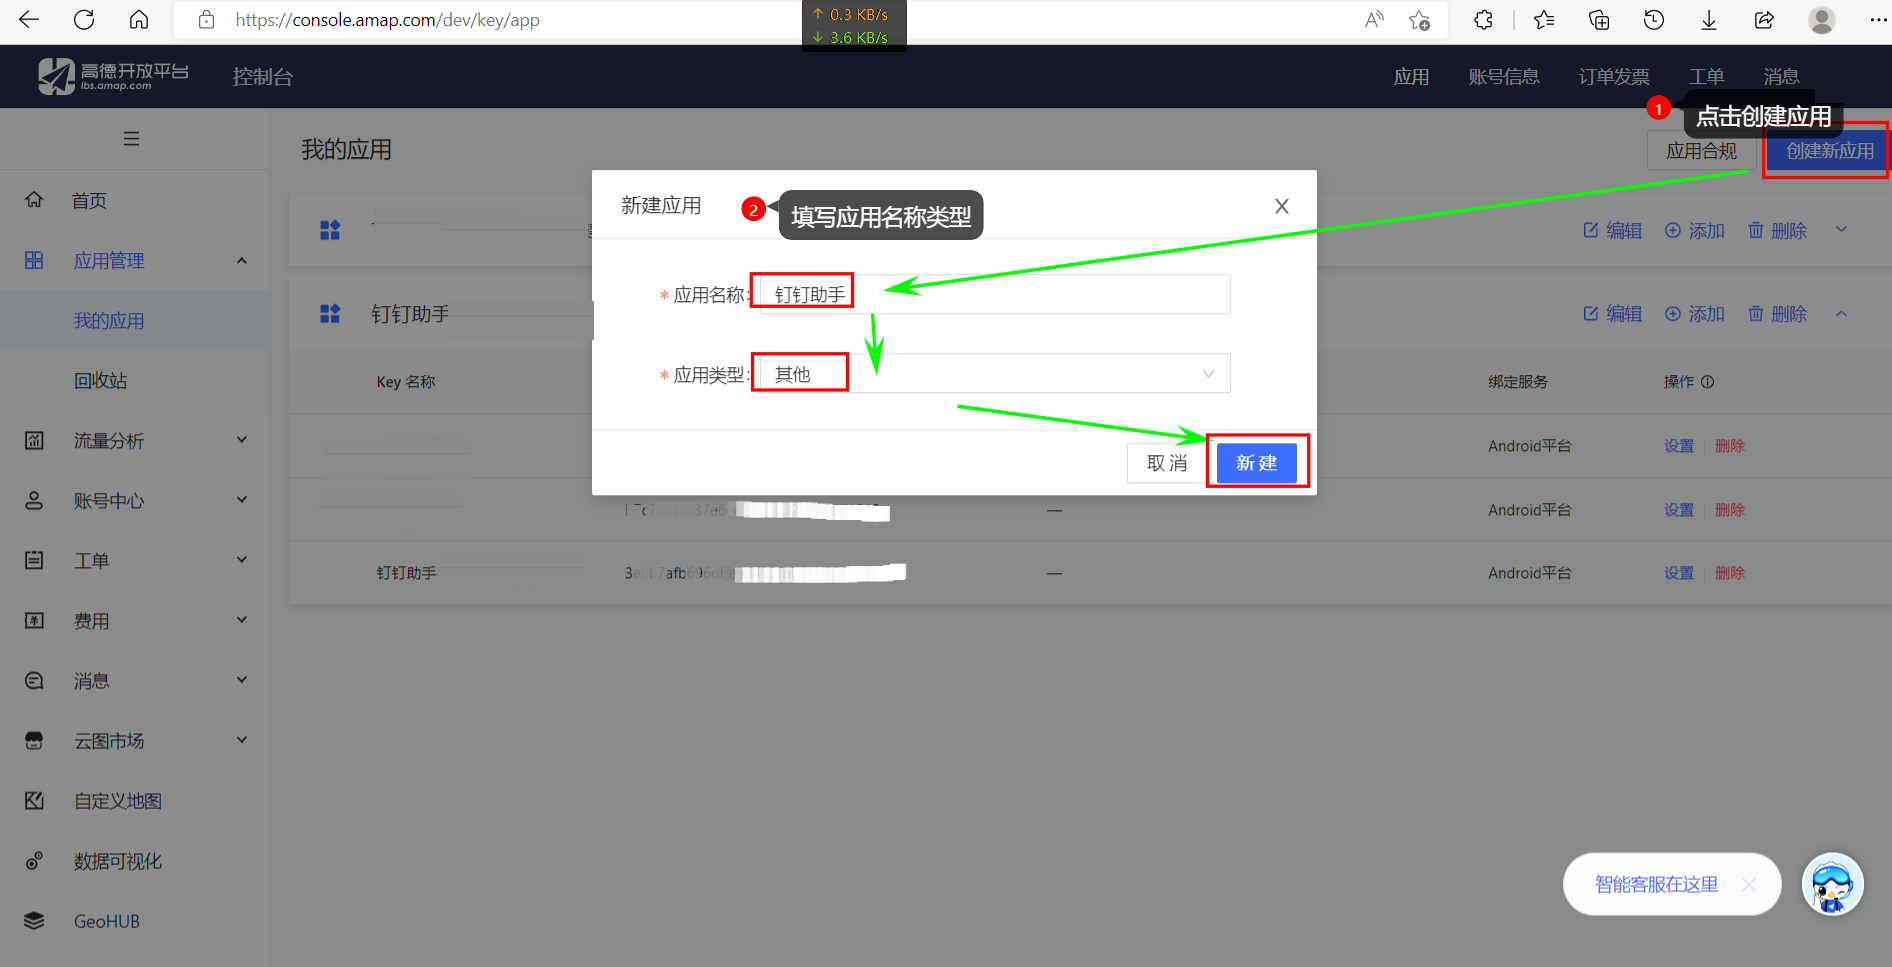 https://console.amap.com/dev/key/app
↑ 0.3 KB/s
↓ 3.6 KB/s
高德开放平台
lbs.amap.com
控制台
应用
账号信息
订单发票
工单
消息
1
点击创建应用
我的应用
应用合规
创建新应用
首页
应用管理
我的应用
回收站
流量分析
账号中心
工单
费用
消息
云图市场
自定义地图
数据可视化
GeoHUB
编辑
添加
删除
钉钉助手
编辑
添加
删除
Key 名称
绑定服务
操作
Android平台
设置
删除
—
Android平台
设置
删除
钉钉助手
—
Android平台
设置
删除
新建应用
2
填写应用名称类型
* 应用名称:
钉钉助手
* 应用类型:
其他
取 消
新 建
智能客服在这里